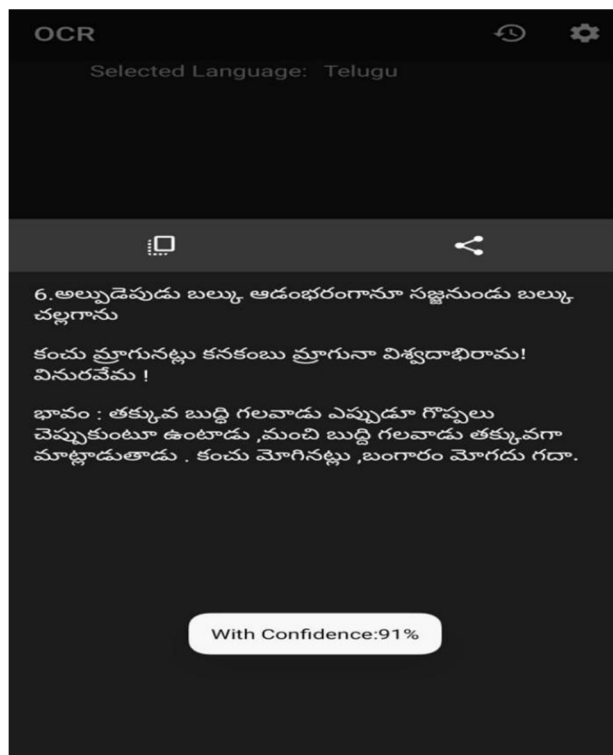 OCR
Selected Language: Telugu
6.అల్పుడెపుడు బల్కు ఆడంభరంగానూ సజ్జనుండు బల్కు
చల్లగాను
కంచు మ్రాగునట్లు కనకంబు మ్రాగునా విశ్వదాభిరామ!
వినురవేమ !
భావం : తక్కువ బుద్ధి గలవాడు ఎప్పుడూ గొప్పలు
చెప్పుకుంటూ ఉంటాడు ,మంచి బుద్ది గలవాడు తక్కువగా
మాట్లాడుతాడు . కంచు మోగినట్లు ,బంగారం మోగదు గదా.
With Confidence:91%